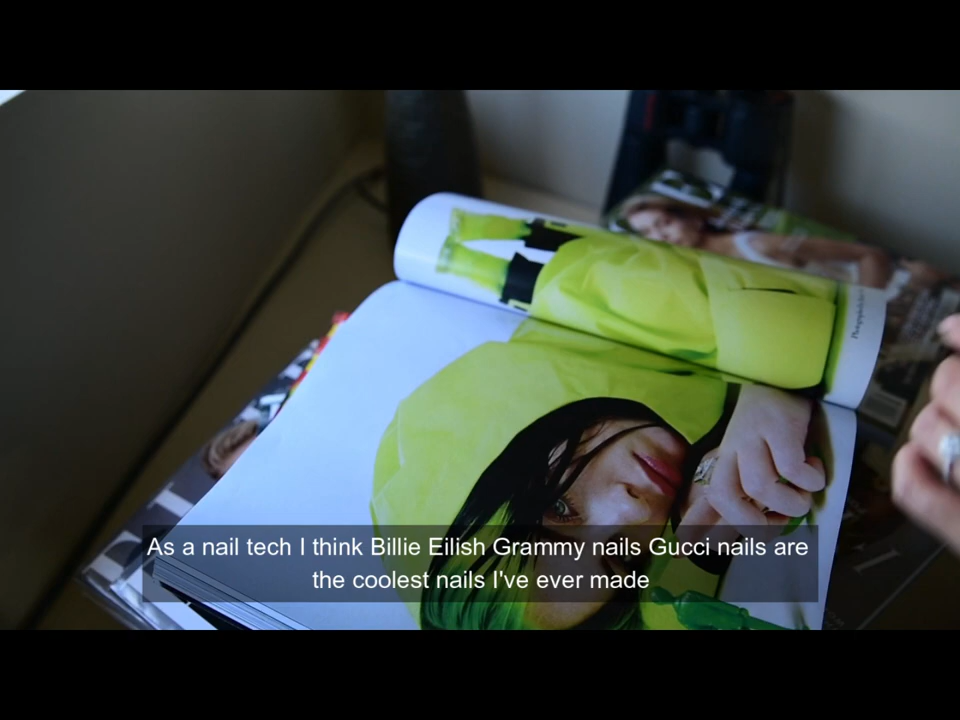 As a nail tech I think Billie Eilish Grammy nails Gucci nails are
the coolest nails I've ever made